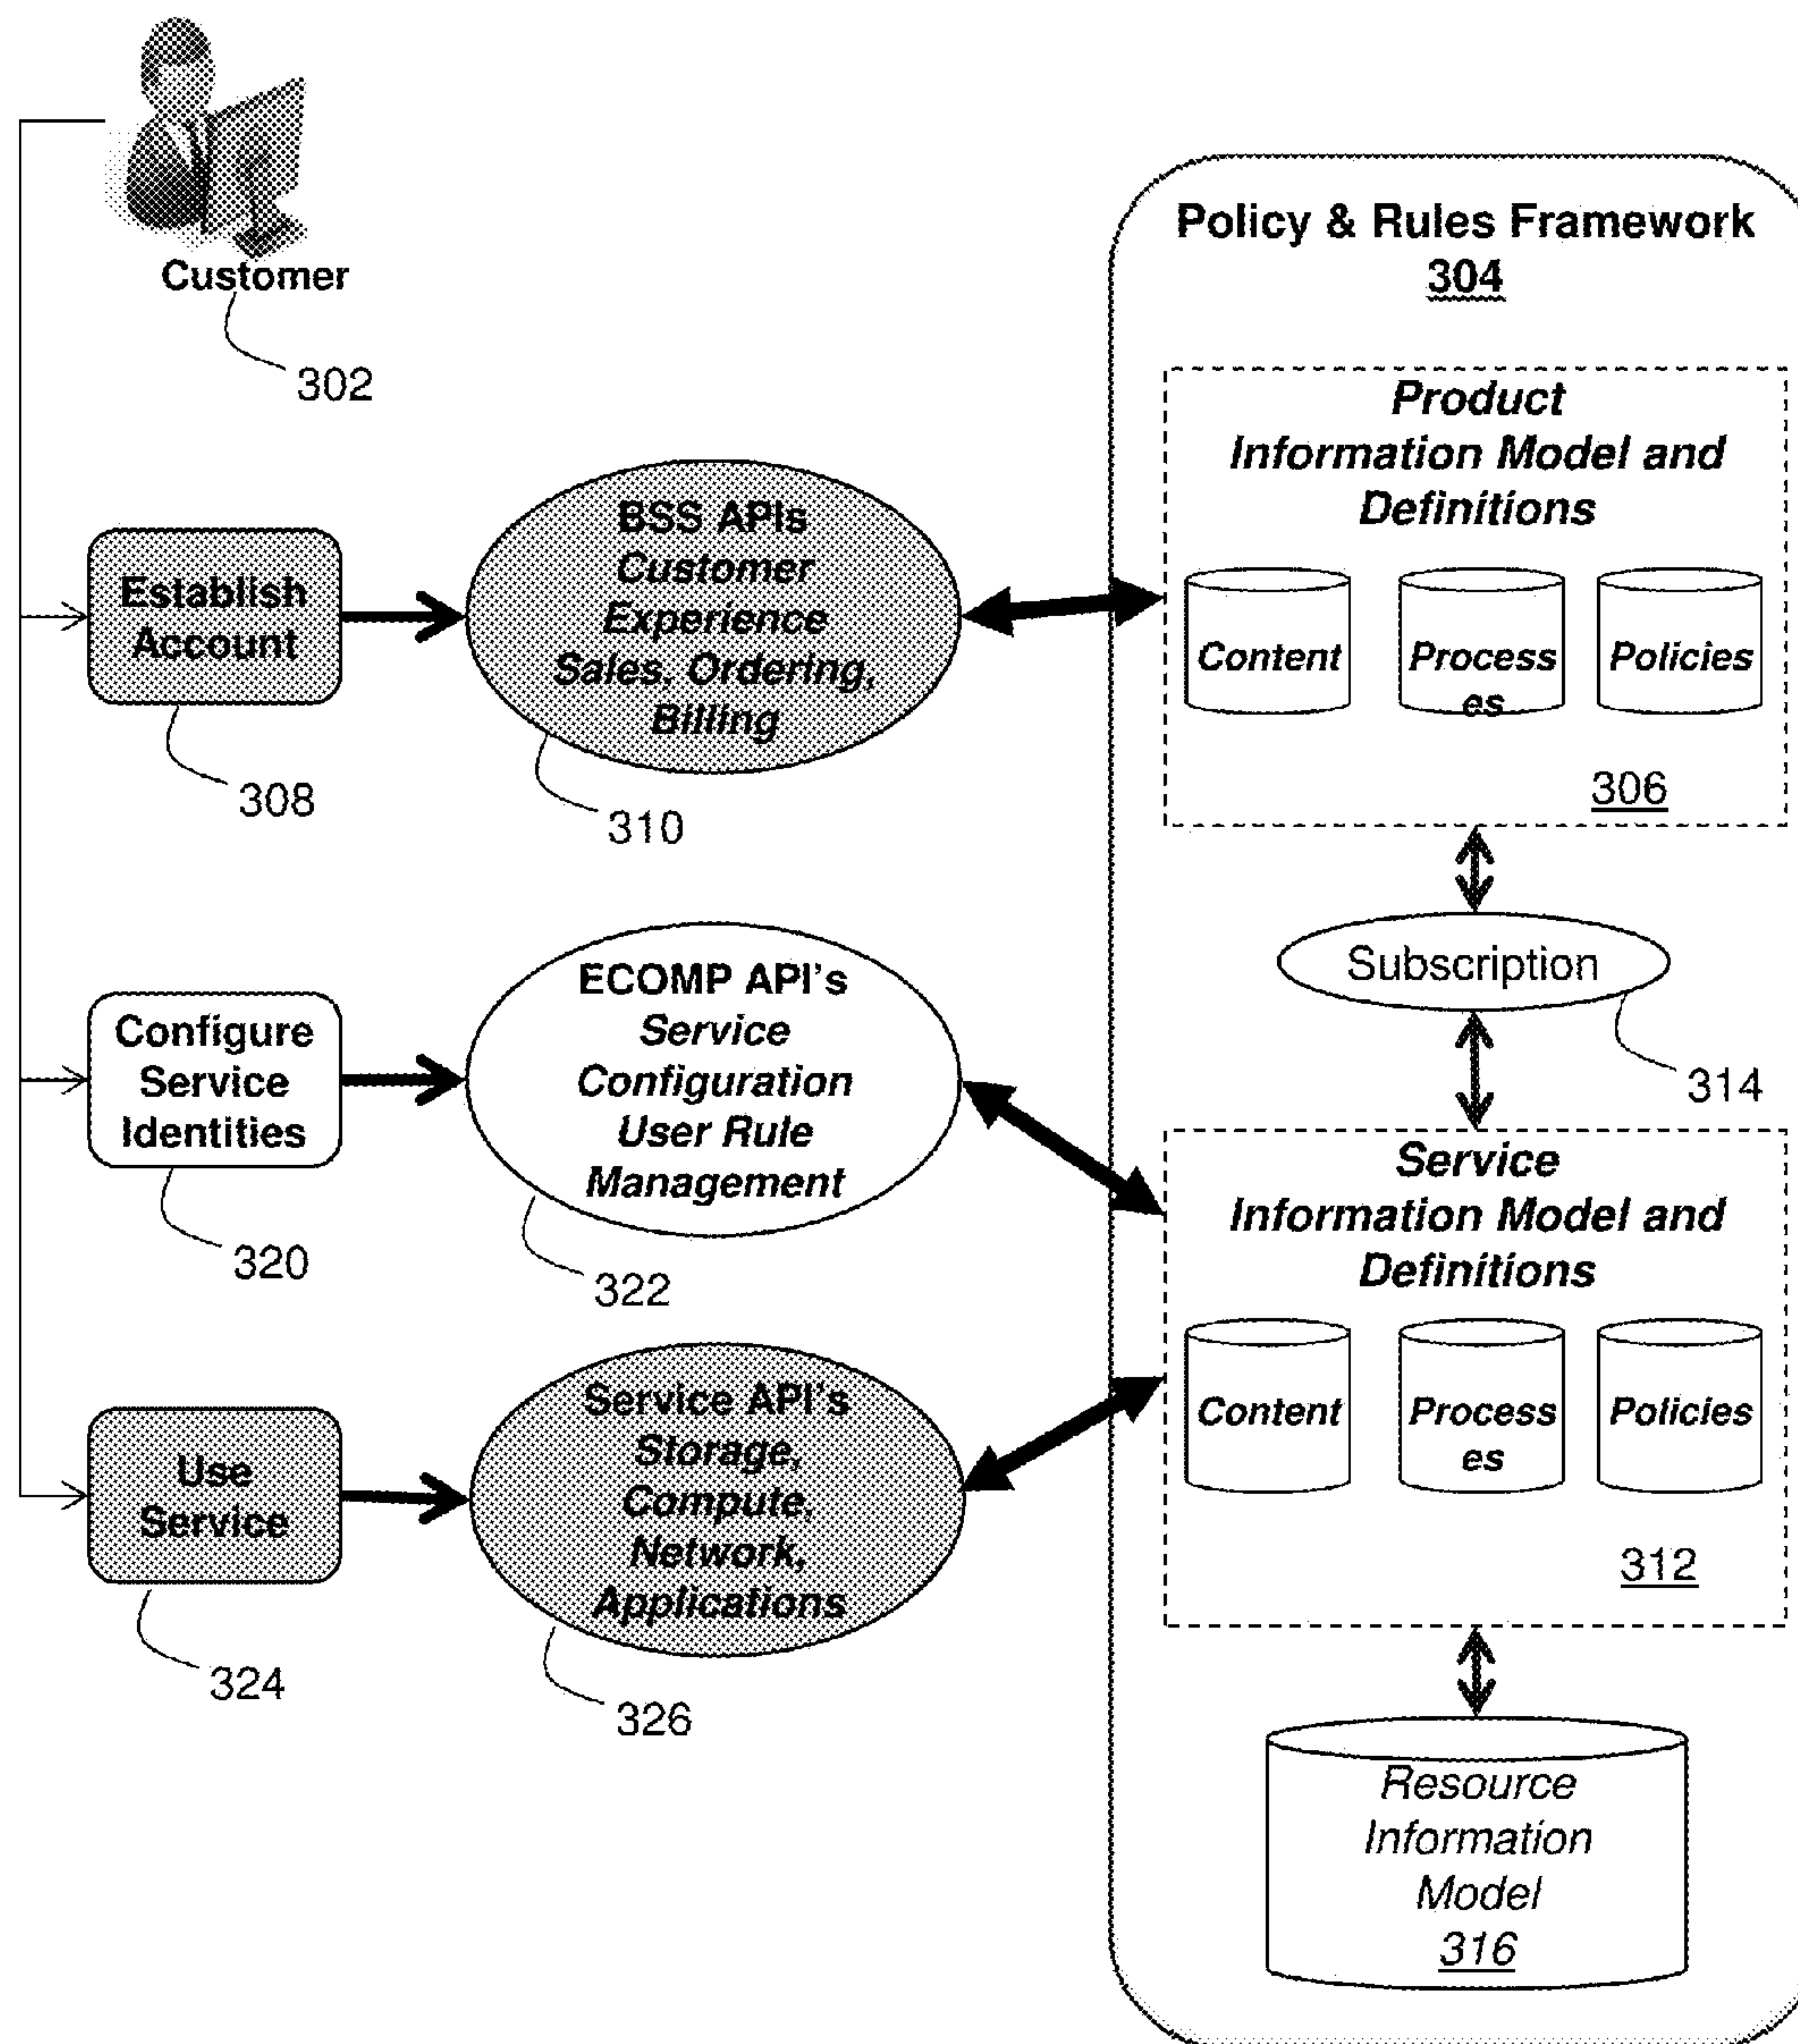 Customer
302
Policy & Rules Framework
304
Product
Information Model and
Definitions
Content
Process
es
Policies
306
Establish
Account
308
BSS APIs
Customer
Experience
Sales, Ordering,
Billing
310
Subscription
314
Configure
Service
Identities
320
ECOMP API's
Service
Configuration
User Rule
Management
322
Service
Information Model and
Definitions
Content
Process
es
Policies
312
Use
Service
324
Service API's
Storage,
Compute,
Network,
Applications
326
Resource
Information
Model
316